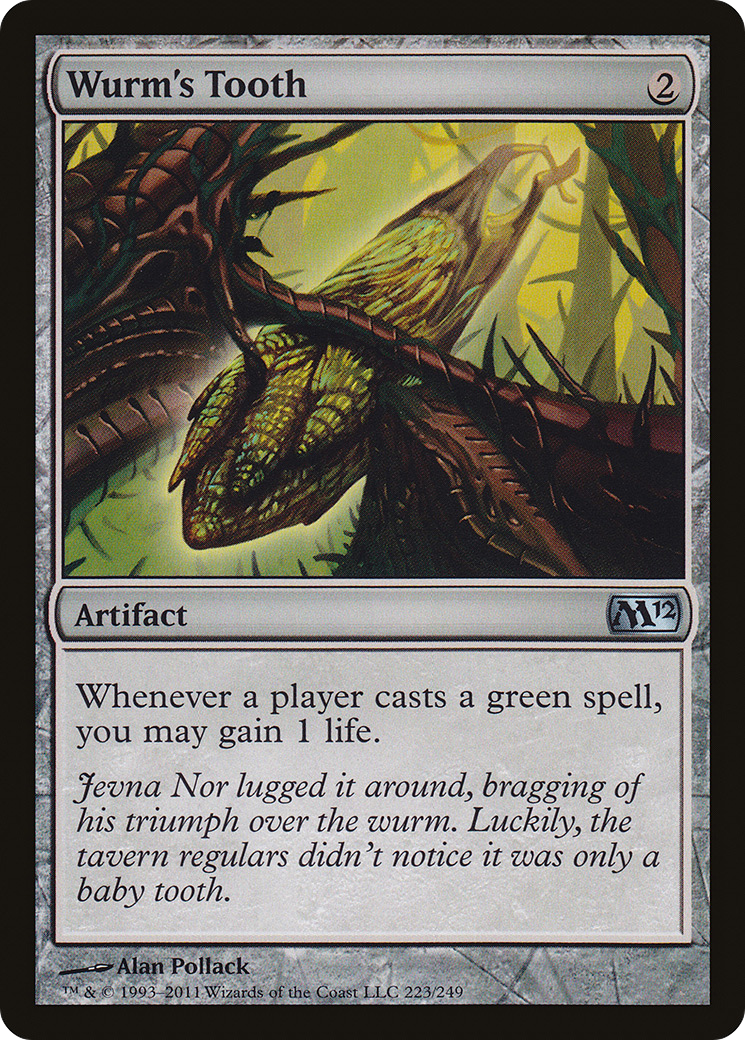 Wurm's Tooth
2
Artifact
M12
Whenever a player casts a green spell,
you may gain 1 life.
Jevna Nor lugged it around, bragging of
his triumph over the wurm. Luckily, the
tavern regulars didn't notice it was only a
baby tooth.
Alan Pollack
™ & © 1993–2011 Wizards of the Coast LLC 223/249